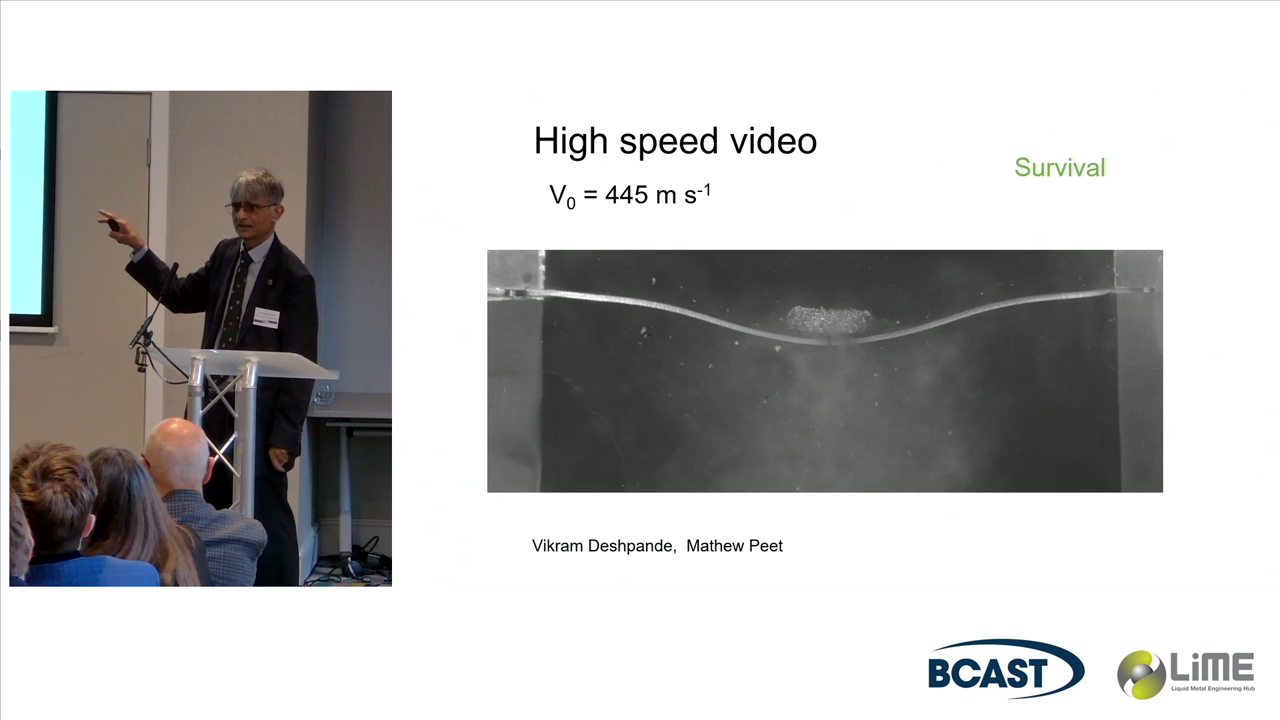 High speed video
V₀ = 445 m s⁻¹
Survival
Vikram Deshpande, Mathew Peet
BCAST
LiME
Liquid Metal Engineering Hub